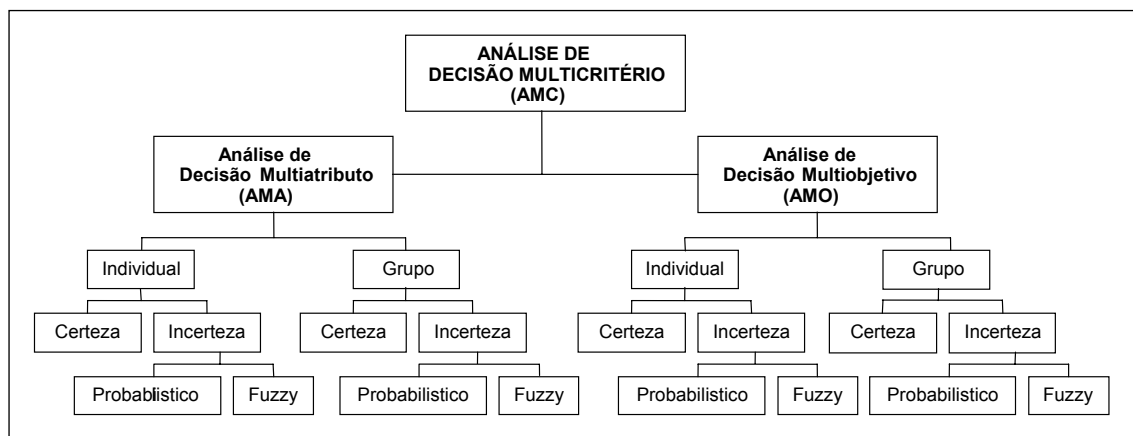 ANÁLISE DE
DECISÃO MULTICRITÉRIO
(AMC)
Análise de
Decisão Multiatributo
(AMA)
Análise de
Decisão Multiobjetivo
(AMO)
Individual
Grupo
Individual
Grupo
Certeza
Incerteza
Certeza
Incerteza
Certeza
Incerteza
Certeza
Incerteza
Probabilistico
Fuzzy
Probabilistico
Fuzzy
Probabilistico
Fuzzy
Probabilistico
Fuzzy